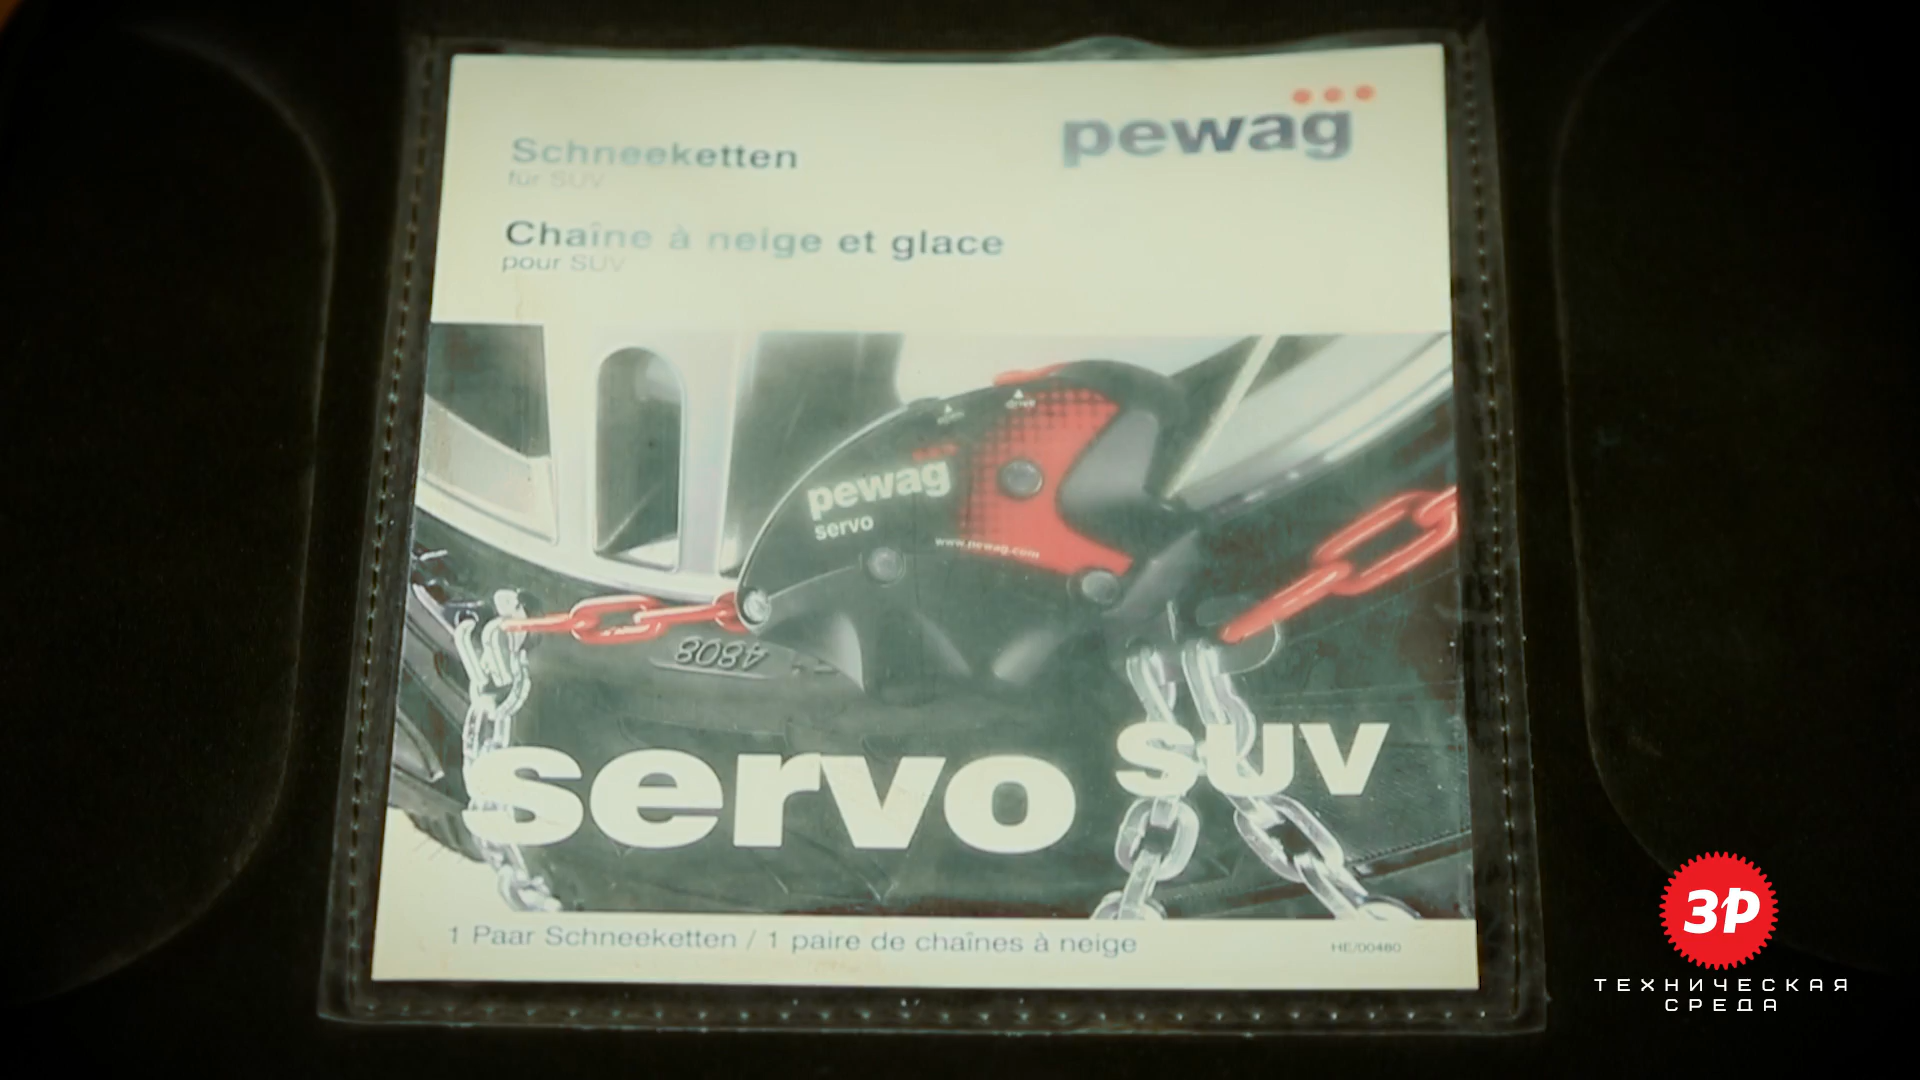 pewag
Schneeketten
für SUV
Chaîne à neige et glace
pour SUV
pewag
servo
www.pewag.com
8084
servo SUV
1 Paar Schneeketten / 1 paire de chaînes à neige
HE/00480
ЗР
ТЕХНИЧЕСКАЯ
СРЕДА